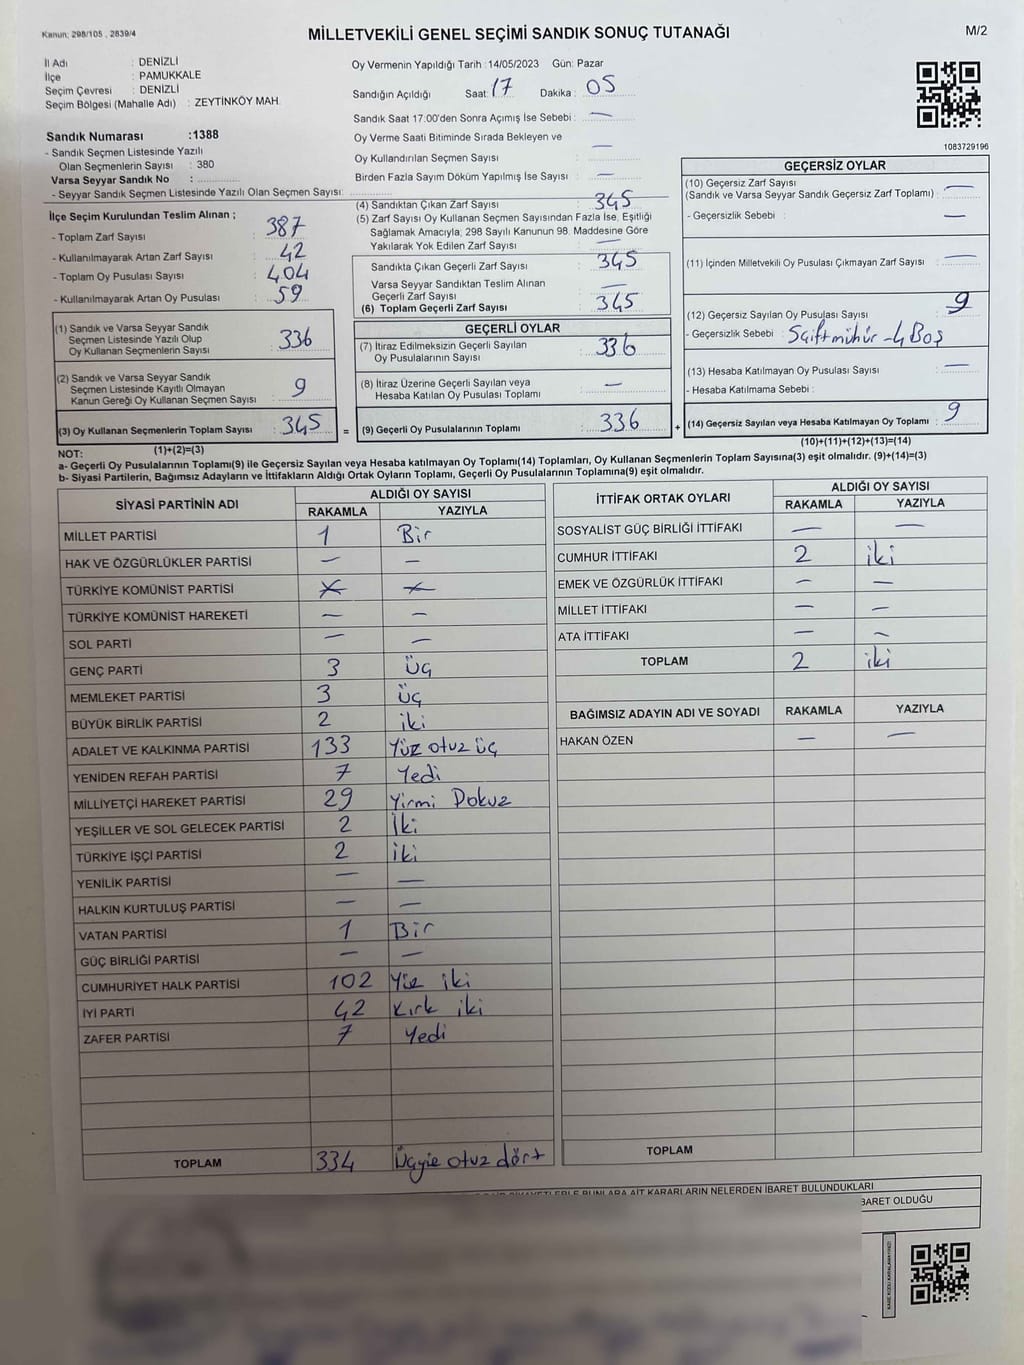 Kanun: 298/105 , 2839/4
MİLLETVEKİLİ GENEL SEÇİMİ SANDIK SONUÇ TUTANAĞI
M/2
İl Adı : DENİZLİ
İlçe : PAMUKKALE
Seçim Çevresi : DENİZLİ
Seçim Bölgesi (Mahalle Adı) : ZEYTİNKÖY MAH.
Sandık Numarası :1388
- Sandık Seçmen Listesinde Yazılı
Olan Seçmenlerin Sayısı : 380
Varsa Seyyar Sandık No :
- Seyyar Sandık Seçmen Listesinde Yazılı Olan Seçmen Sayısı:
Oy Vermenin Yapıldığı Tarih :14/05/2023 Gün: Pazar
Sandığın Açıldığı Saat: 17 Dakika: 05
Sandık Saat 17:00'den Sonra Açımış İse Sebebi : —
Oy Verme Saati Bitiminde Sırada Bekleyen ve
Oy Kullandırılan Seçmen Sayısı —
Birden Fazla Sayım Döküm Yapılmış İse Sayısı : —
1083729196
İlçe Seçim Kurulundan Teslim Alınan ;
- Toplam Zarf Sayısı : 387
- Kullanılmayarak Artan Zarf Sayısı : 42
- Toplam Oy Pusulası Sayısı : 404
- Kullanılmayarak Artan Oy Pusulası : 59
(1) Sandık ve Varsa Seyyar Sandık
Seçmen Listesinde Yazılı Olup
Oy Kullanan Seçmenlerin Sayısı : 336
(2) Sandık ve Varsa Seyyar Sandık
Seçmen Listesinde Kayıtlı Olmayan
Kanun Gereği Oy Kullanan Seçmen Sayısı : 9
(3) Oy Kullanan Seçmenlerin Toplam Sayısı : 345 =
(1)+(2)=(3)
(4) Sandıktan Çıkan Zarf Sayısı : 345
(5) Zarf Sayısı Oy Kullanan Seçmen Sayısından Fazla İse, Eşitliği
Sağlamak Amacıyla, 298 Sayılı Kanunun 98. Maddesine Göre
Yakılarak Yok Edilen Zarf Sayısı : —
Sandıkta Çıkan Geçerli Zarf Sayısı : 345
Varsa Seyyar Sandıktan Teslim Alınan
Geçerli Zarf Sayısı : —
(6) Toplam Geçerli Zarf Sayısı : 345
GEÇERLİ OYLAR
(7) İtiraz Edilmeksizin Geçerli Sayılan
Oy Pusulalarının Sayısı : 336
(8) İtiraz Üzerine Geçerli Sayılan veya
Hesaba Katılan Oy Pusulası Toplamı : —
(9) Geçerli Oy Pusulalarının Toplamı : 336 +
GEÇERSİZ OYLAR
(10) Geçersiz Zarf Sayısı
(Sandık ve Varsa Seyyar Sandık Geçersiz Zarf Toplamı) : —
- Geçersizlik Sebebi : —
(11) İçinden Milletvekili Oy Pusulası Çıkmayan Zarf Sayısı : —
(12) Geçersiz Sayılan Oy Pusulası Sayısı : 9
- Geçersizlik Sebebi : 5çift mühür -4 Boş
(13) Hesaba Katılmayan Oy Pusulası Sayısı : —
- Hesaba Katılmama Sebebi :
(14) Geçersiz Sayılan veya Hesaba Katılmayan Oy Toplamı : 9
(10)+(11)+(12)+(13)=(14)
NOT:
a- Geçerli Oy Pusulalarının Toplamı(9) ile Geçersiz Sayılan veya Hesaba katılmayan Oy Toplamı(14) Toplamları, Oy Kullanan Seçmenlerin Toplam Sayısına(3) eşit olmalıdır. (9)+(14)=(3)
b- Siyasi Partilerin, Bağımsız Adayların ve İttifakların Aldığı Ortak Oyların Toplamı, Geçerli Oy Pusulalarının Toplamına(9) eşit olmalıdır.
SİYASİ PARTİNİN ADI ALDIĞI OY SAYISI
RAKAMLA YAZIYLA
MİLLET PARTİSİ 1 Bir
HAK VE ÖZGÜRLÜKLER PARTİSİ — —
TÜRKİYE KOMÜNİST PARTİSİ
TÜRKİYE KOMÜNİST HAREKETİ — —
SOL PARTİ — —
GENÇ PARTİ 3 Üç
MEMLEKET PARTİSİ 3 üç
BÜYÜK BİRLİK PARTİSİ 2 iki
ADALET VE KALKINMA PARTİSİ 133 Yüz otuz üç
YENİDEN REFAH PARTİSİ 7 Yedi
MİLLİYETÇİ HAREKET PARTİSİ 29 Yirmi Dokuz
YEŞİLLER VE SOL GELECEK PARTİSİ 2 İki
TÜRKİYE İŞÇİ PARTİSİ 2 iki
YENİLİK PARTİSİ — —
HALKIN KURTULUŞ PARTİSİ — —
VATAN PARTİSİ 1 Bir
GÜÇ BİRLİĞİ PARTİSİ — —
CUMHURİYET HALK PARTİSİ 102 Yüz iki
İYİ PARTİ 42 Kırk iki
ZAFER PARTİSİ 7 Yedi
TOPLAM 334 Üçyüz otuz dört
İTTİFAK ORTAK OYLARI ALDIĞI OY SAYISI
RAKAMLA YAZIYLA
SOSYALİST GÜÇ BİRLİĞİ İTTİFAKI — —
CUMHUR İTTİFAKI 2 iki
EMEK VE ÖZGÜRLÜK İTTİFAKI — —
MİLLET İTTİFAKI — —
ATA İTTİFAKI — —
TOPLAM 2 iki
BAĞIMSIZ ADAYIN ADI VE SOYADI RAKAMLA YAZIYLA
HAKAN ÖZEN — —
TOPLAM
BUNLARA AİT KARARLARIN NELERDEN İBARET BULUNDUKLARI
İBARET OLDUĞU